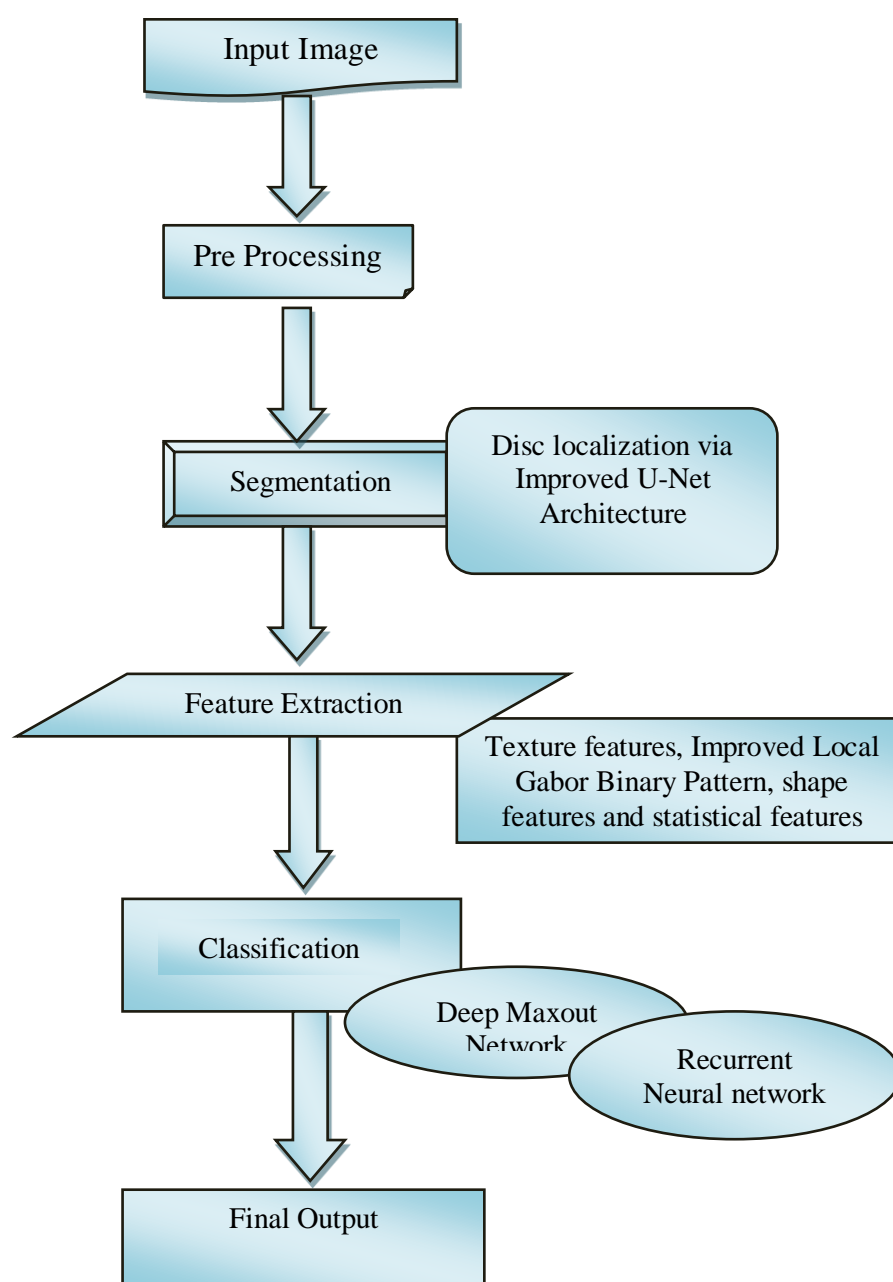 Input Image
Pre Processing
Segmentation
Disc localization via
Improved U-Net
Architecture
Feature Extraction
Texture features, Improved Local
Gabor Binary Pattern, shape
features and statistical features
Classification
Deep Maxout
Network
Recurrent
Neural network
Final Output